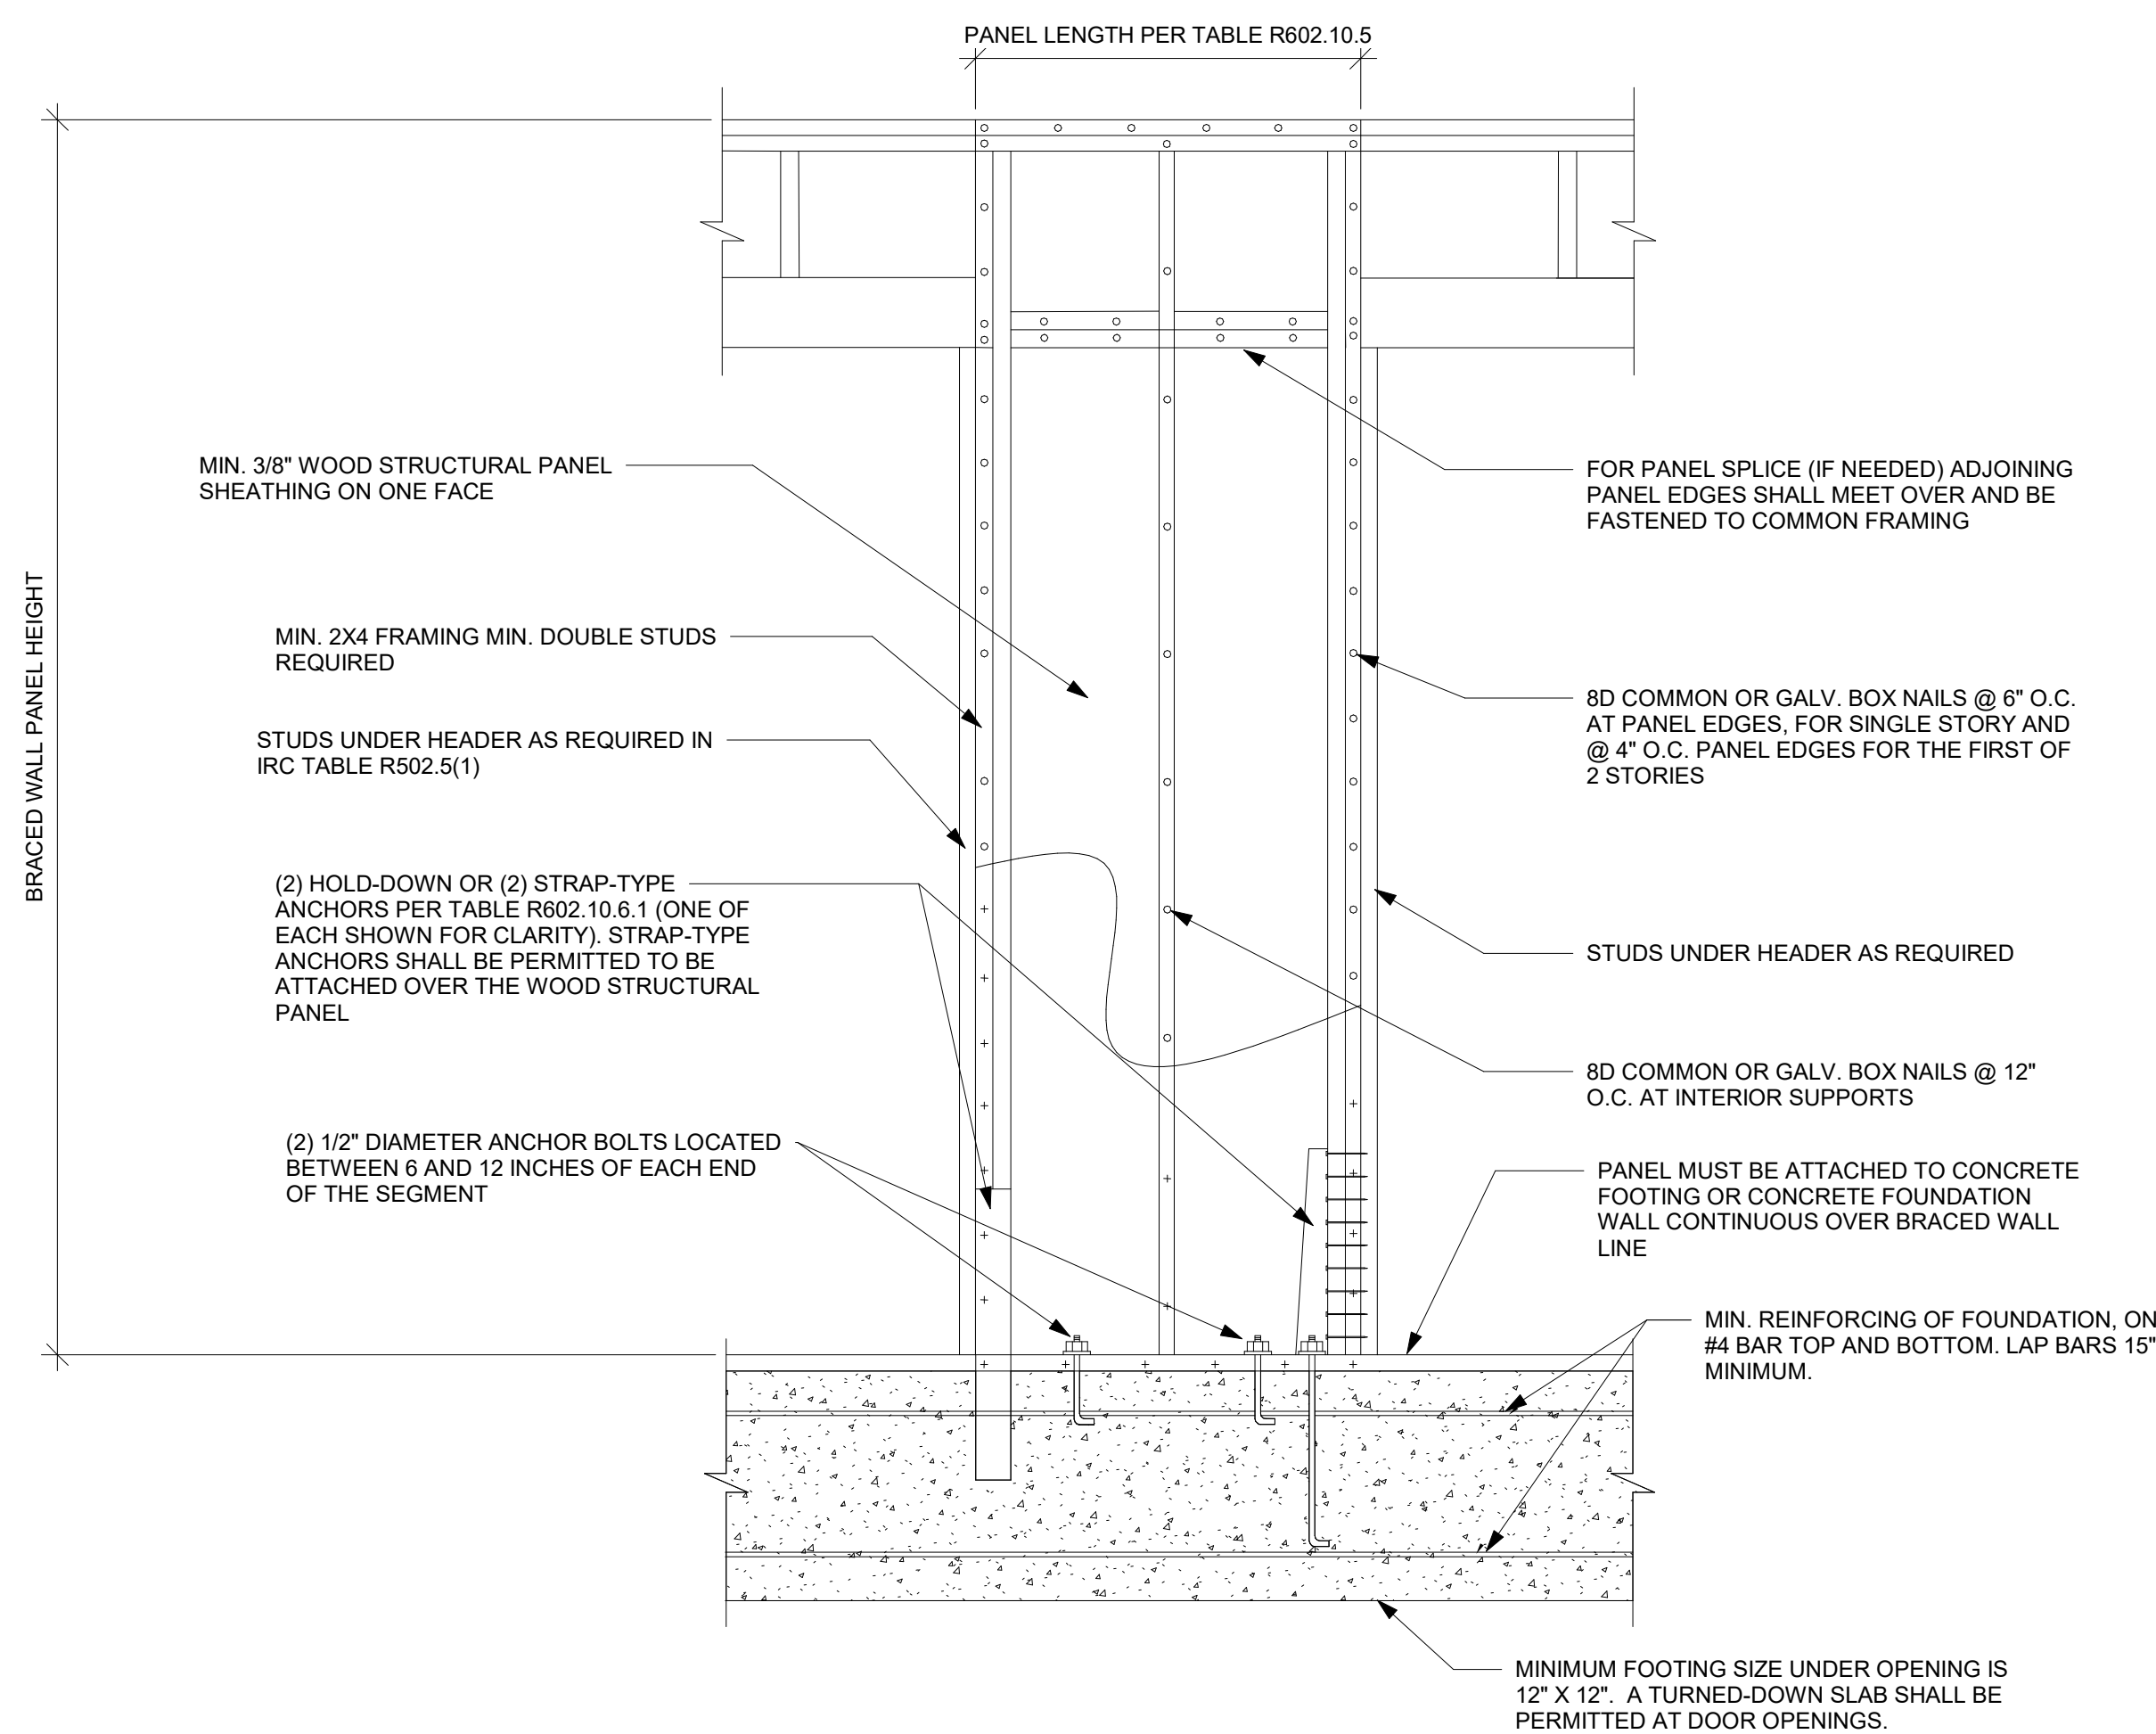 PANEL LENGTH PER TABLE R602.10.5
BRACED WALL PANEL HEIGHT
MIN. 3/8" WOOD STRUCTURAL PANEL
SHEATHING ON ONE FACE
MIN. 2X4 FRAMING MIN. DOUBLE STUDS
REQUIRED
STUDS UNDER HEADER AS REQUIRED IN
IRC TABLE R502.5(1)
(2) HOLD-DOWN OR (2) STRAP-TYPE
ANCHORS PER TABLE R602.10.6.1 (ONE OF
EACH SHOWN FOR CLARITY). STRAP-TYPE
ANCHORS SHALL BE PERMITTED TO BE
ATTACHED OVER THE WOOD STRUCTURAL
PANEL
(2) 1/2" DIAMETER ANCHOR BOLTS LOCATED
BETWEEN 6 AND 12 INCHES OF EACH END
OF THE SEGMENT
FOR PANEL SPLICE (IF NEEDED) ADJOINING
PANEL EDGES SHALL MEET OVER AND BE
FASTENED TO COMMON FRAMING
8D COMMON OR GALV. BOX NAILS @ 6" O.C.
AT PANEL EDGES, FOR SINGLE STORY AND
@ 4" O.C. PANEL EDGES FOR THE FIRST OF
2 STORIES
STUDS UNDER HEADER AS REQUIRED
8D COMMON OR GALV. BOX NAILS @ 12"
O.C. AT INTERIOR SUPPORTS
PANEL MUST BE ATTACHED TO CONCRETE
FOOTING OR CONCRETE FOUNDATION
WALL CONTINUOUS OVER BRACED WALL
LINE
MIN. REINFORCING OF FOUNDATION, ON
#4 BAR TOP AND BOTTOM. LAP BARS 15"
MINIMUM.
MINIMUM FOOTING SIZE UNDER OPENING IS
12" X 12". A TURNED-DOWN SLAB SHALL BE
PERMITTED AT DOOR OPENINGS.